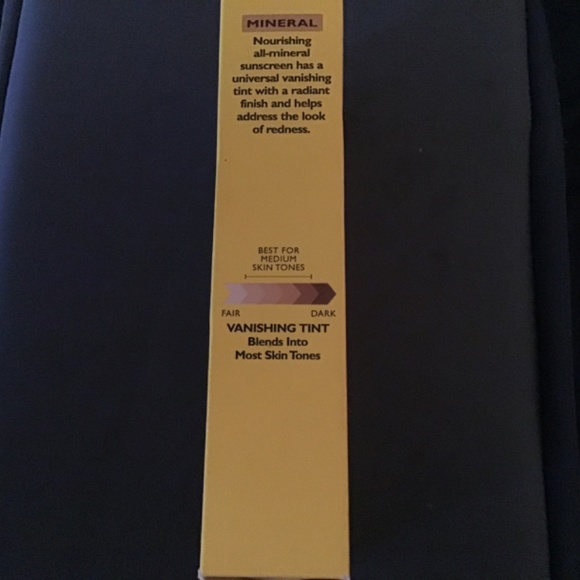 MINERAL
Nourishing
all-mineral
sunscreen has a
universal vanishing
tint with a radiant
finish and helps
address the look
of redness.
BEST FOR
MEDIUM
SKIN TONES
FAIR DARK
VANISHING TINT
Blends Into
Most Skin Tones